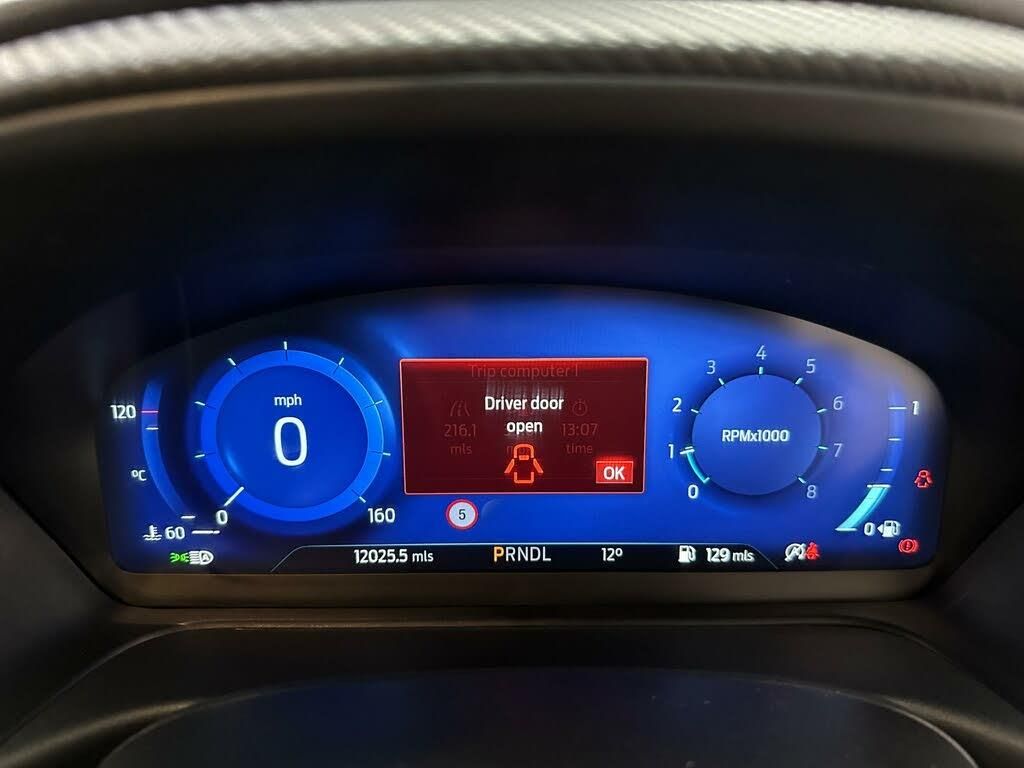 Trip computer 1
Driver door
open
216.1
13:07
mls
time
OK
mph
0
0
160
120
°C
60
RPMx1000
0
1
2
3
4
5
6
7
8
1
0
5
A
12025.5 mls
PRNDL
12°
129 mls
A